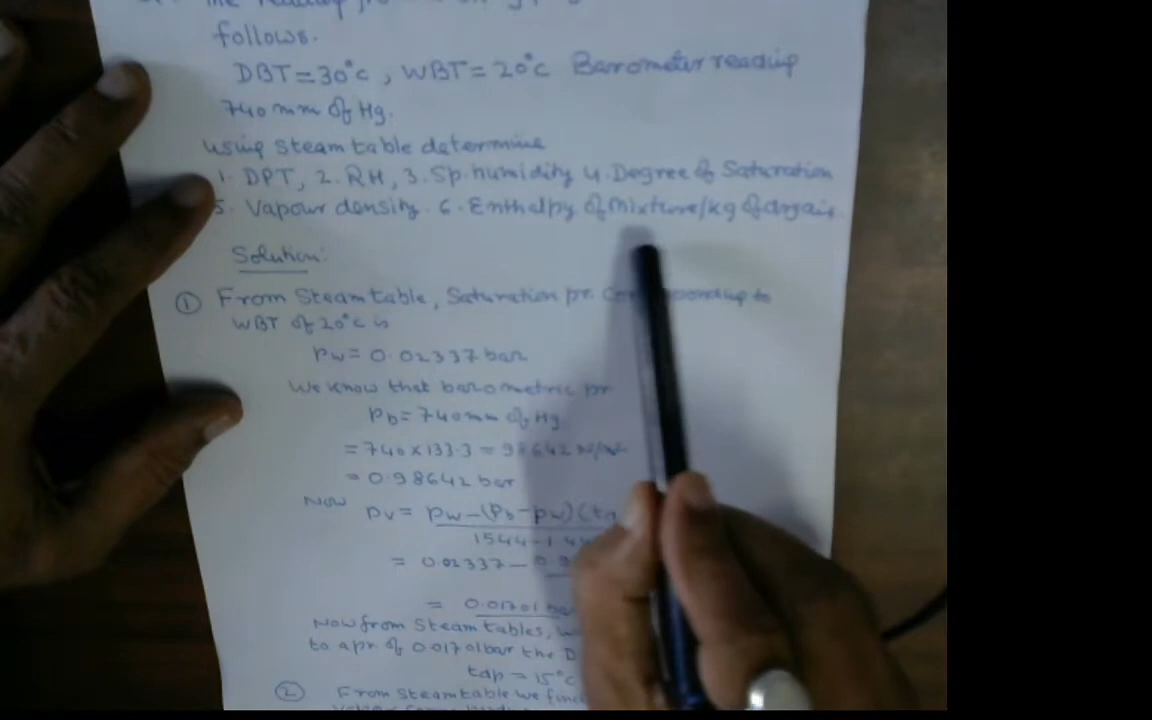 follows.
DBT=30°c, WBT=20°c Barometer reading
740 mm of Hg.
using steam table determine
1. DPT, 2. RH, 3. Sp. humidity 4. Degree of Saturation
5. Vapour density. 6. Enthalpy of mixture/kg of dry air.
Solution:
① From Steam table, Saturation pr. to
WBT of 20°c is
Pw= 0.02337 bar
We know that barometric pr
Pb=740mm of Hg
=740x133.3 = 98642 N/m²
=0.98642 bar
Now Pv= Pw-(Pb-Pw)(t
1544-1.44
= 0.02337-
= 0.01701 bar
Now from Steam tables,
to a pr. of 0.01701bar the D
tdp = 15°c
② From Steam table we find